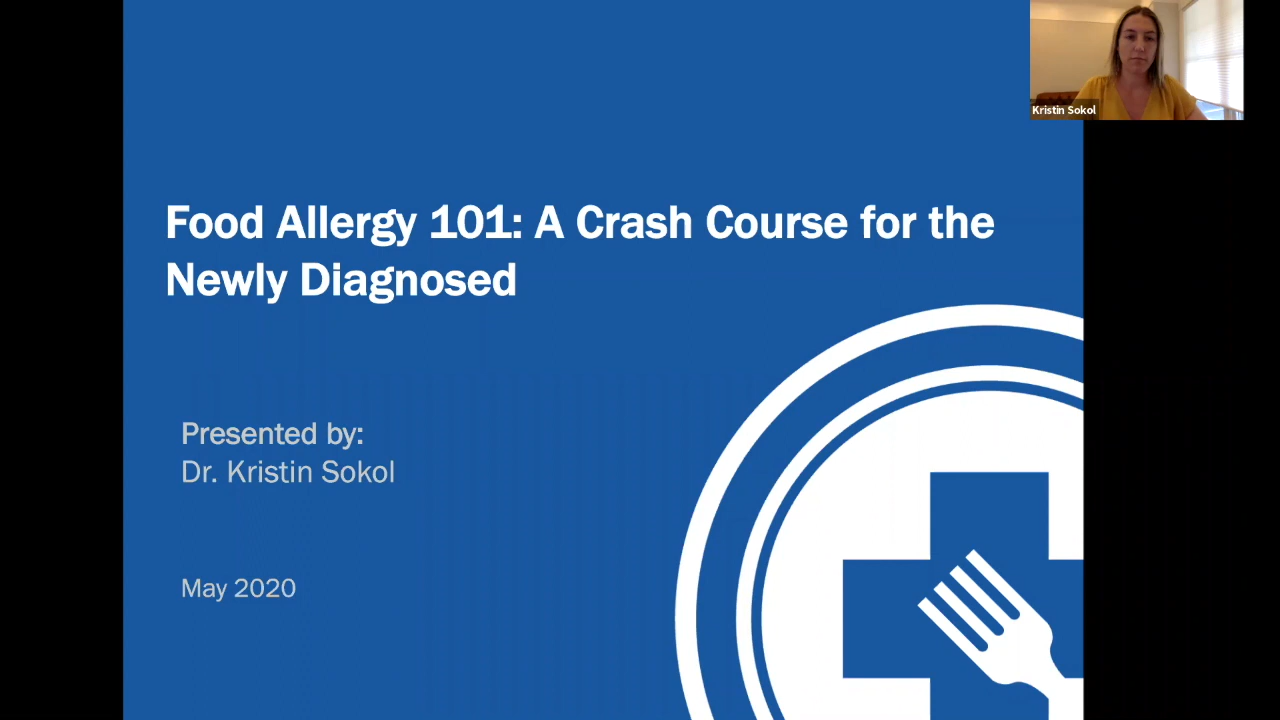 Kristin Sokol
Food Allergy 101: A Crash Course for the
Newly Diagnosed
Presented by:
Dr. Kristin Sokol
May 2020